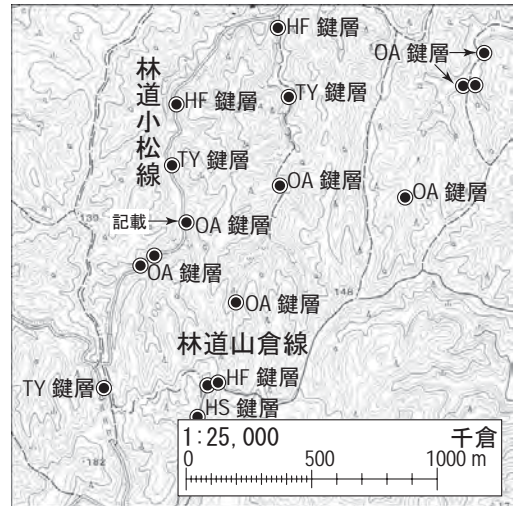 HF 鍵層
OA 鍵層
TY 鍵層
HF 鍵層
林道小松線
TY 鍵層
OA 鍵層
OA 鍵層
130
記載
OA 鍵層
OA 鍵層
148
OA 鍵層
林道山倉線
TY 鍵層
HF 鍵層
HS 鍵層
1:25,000
千倉
0
500
1000 m
182